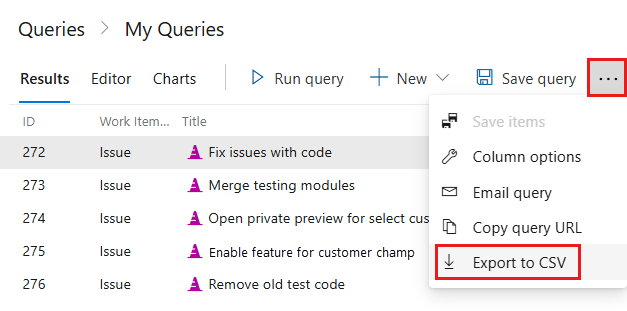 Queries > My Queries
Results Editor Charts Run query New Save query ...
ID Work Item... Title
Save items
272 Issue Fix issues with code
Column options
273 Issue Merge testing modules
Email query
274 Issue Open private preview for select cus
Copy query URL
275 Issue Enable feature for customer champ
Export to CSV
276 Issue Remove old test code